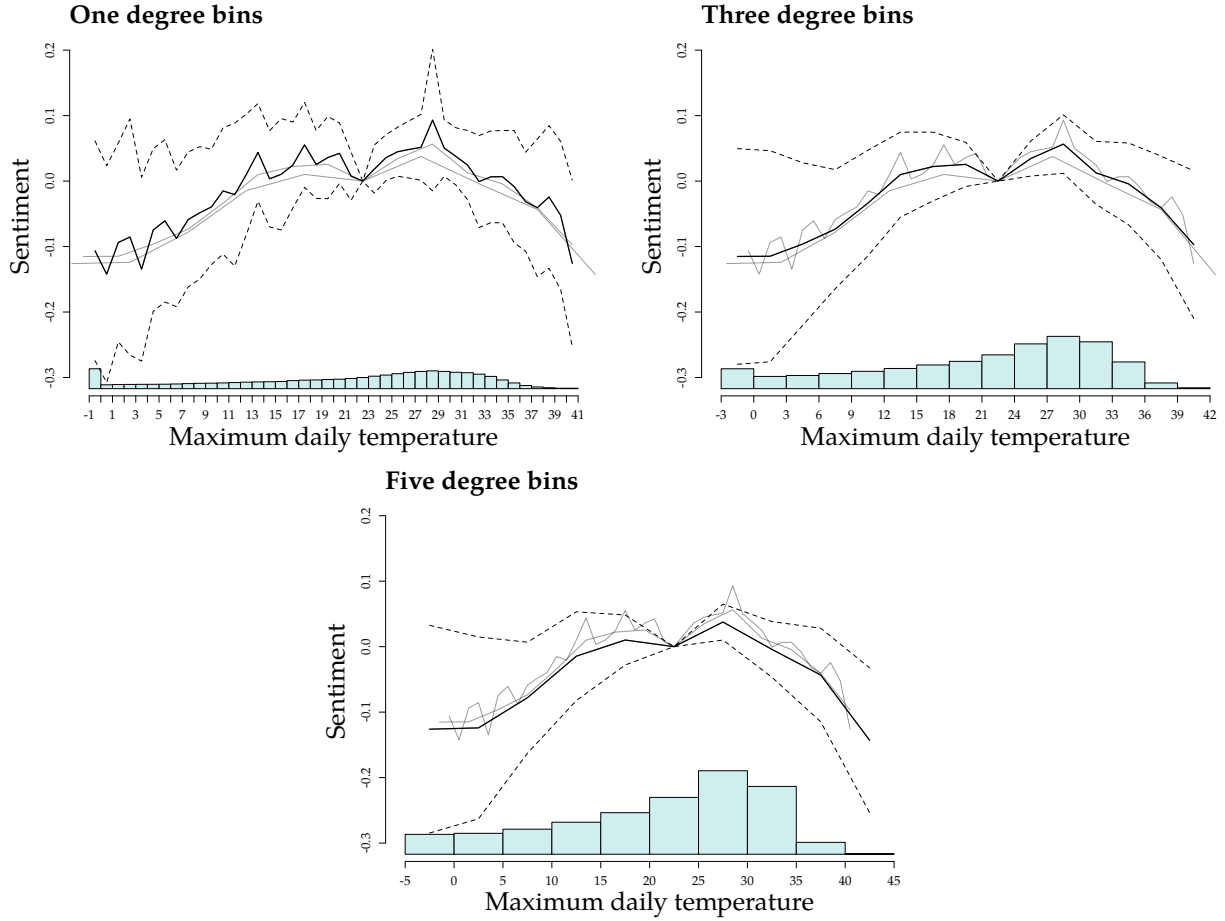 One degree bins
0.2
0.1
0.0
-0.1
-0.2
-0.3
Sentiment
-1 1 3 5 7 9 11 13 15 17 19 21 23 25 27 29 31 33 35 37 39 41
Maximum daily temperature
Three degree bins
0.2
0.1
0.0
-0.1
-0.2
-0.3
Sentiment
-3 0 3 6 9 12 15 18 21 24 27 30 33 36 39 42
Maximum daily temperature
Five degree bins
0.2
0.1
0.0
-0.1
-0.2
-0.3
Sentiment
-5 0 5 10 15 20 25 30 35 40 45
Maximum daily temperature